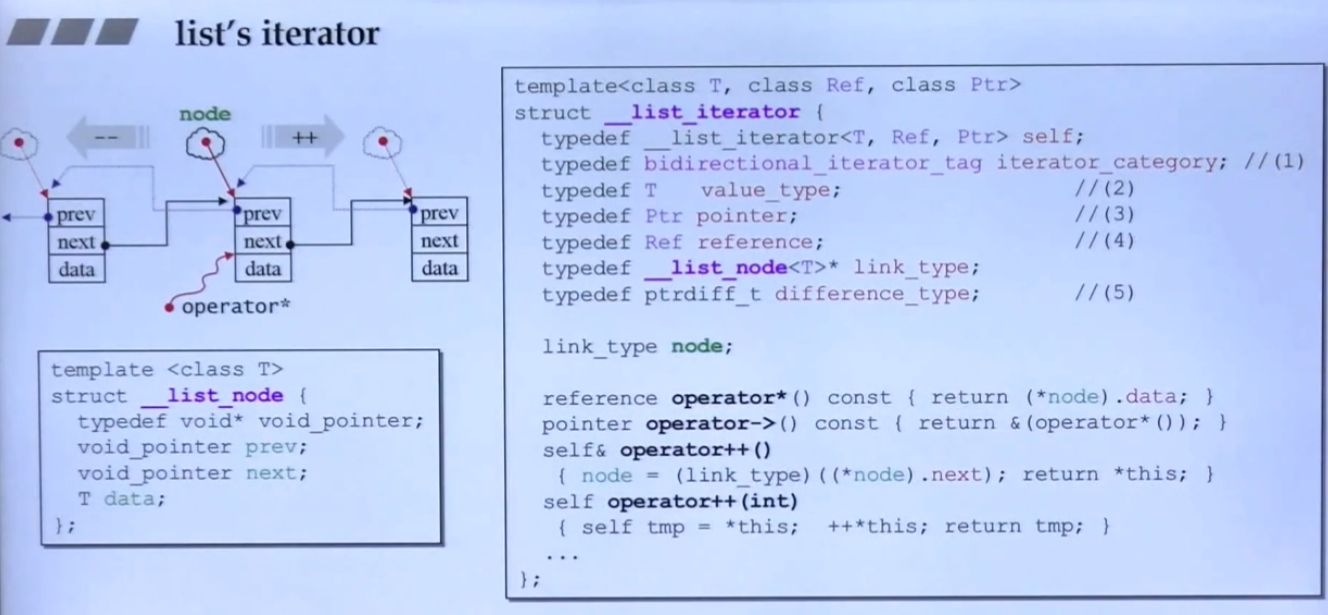 list's iterator
node
--
++
prev
next
data
prev
next
data
prev
next
data
operator*
template <class T>
struct __list_node {
typedef void* void_pointer;
void_pointer prev;
void_pointer next;
T data;
};
template<class T, class Ref, class Ptr>
struct __list_iterator {
typedef __list_iterator<T, Ref, Ptr> self;
typedef bidirectional_iterator_tag iterator_category; //(1)
typedef T value_type; //(2)
typedef Ptr pointer; //(3)
typedef Ref reference; //(4)
typedef __list_node<T>* link_type;
typedef ptrdiff_t difference_type; //(5)
link_type node;
reference operator*() const { return (*node).data; }
pointer operator->() const { return &(operator*()); }
self& operator++()
{ node = (link_type)((*node).next); return *this; }
self operator++(int)
{ self tmp = *this; ++*this; return tmp; }
...
};